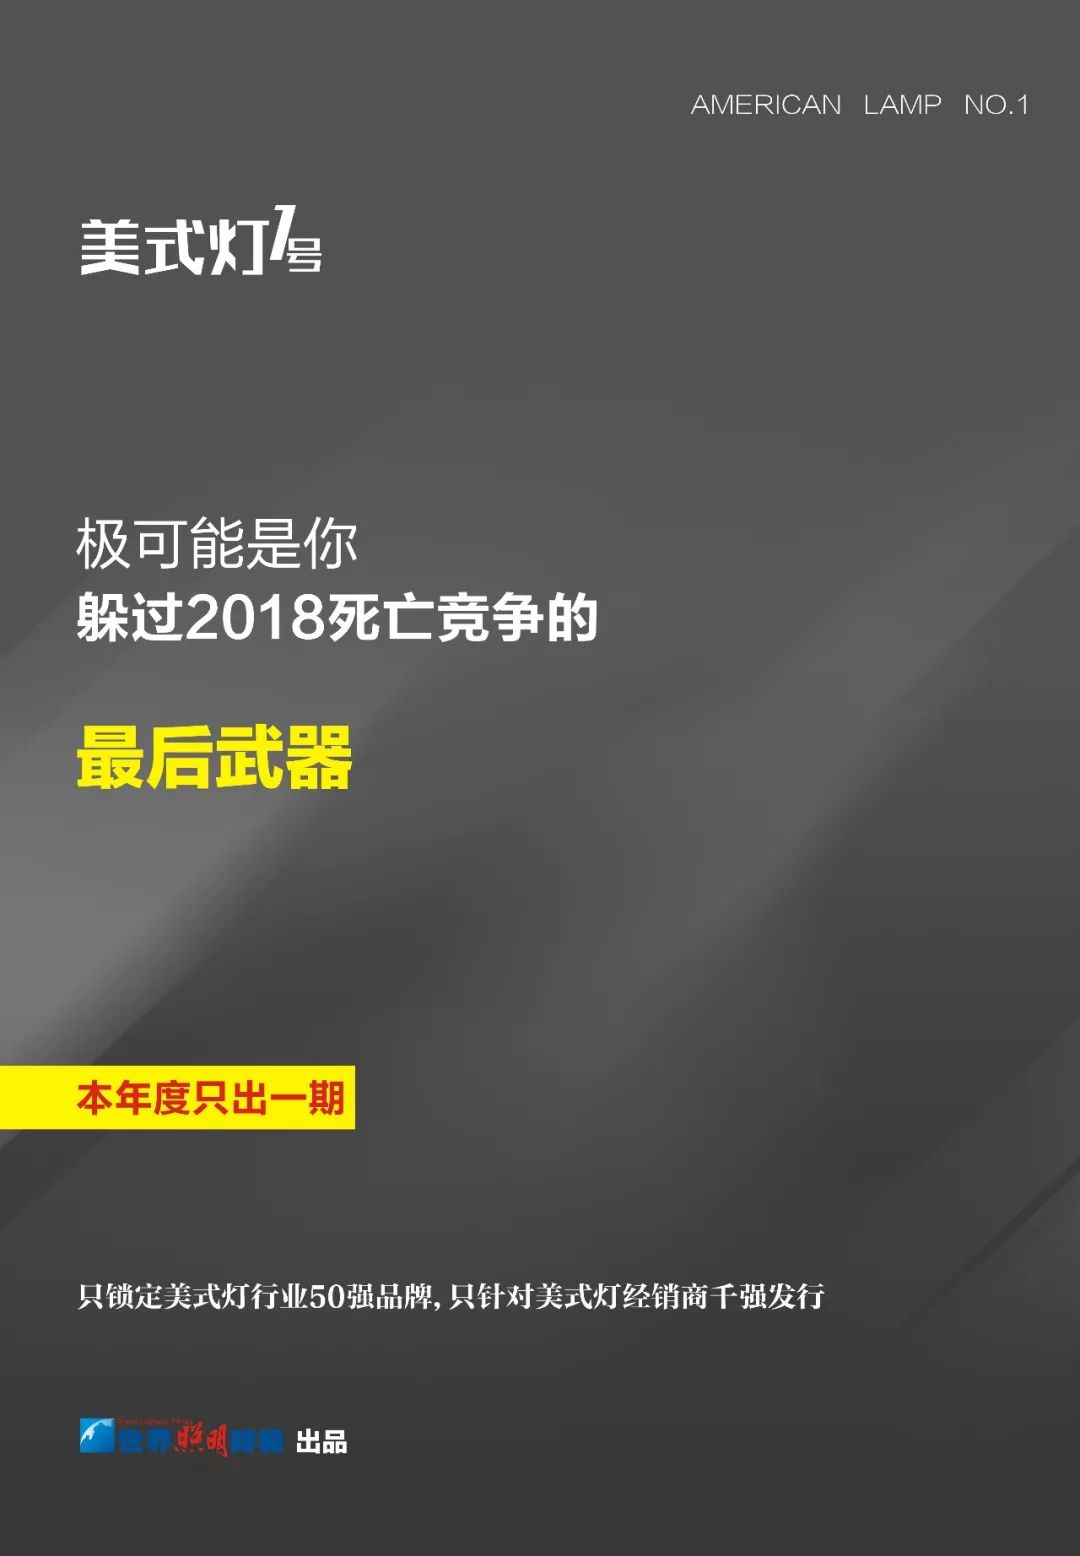 AMERICAN LAMP NO.1
美式灯1号
极可能是你
躲过2018死亡竞争的
最后武器
本年度只出一期
只锁定美式灯行业50强品牌, 只针对美式灯经销商千强发行
世界照明時報 出品